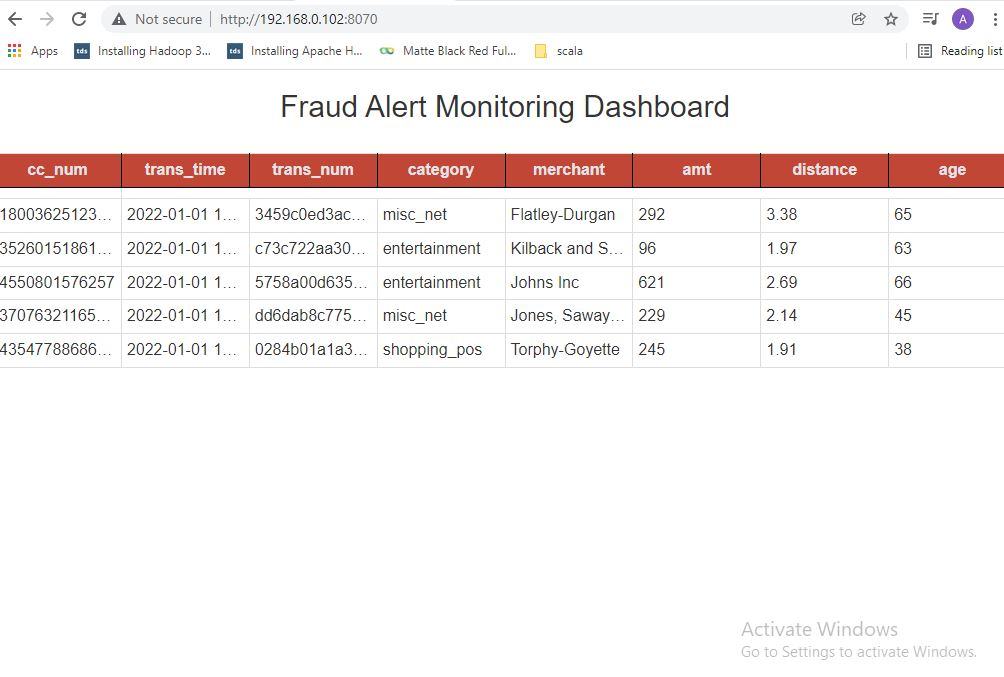 Not secure | http://192.168.0.102:8070 A
Apps tds Installing Hadoop 3... tds Installing Apache H... Matte Black Red Ful... scala Reading list
Fraud Alert Monitoring Dashboard
cc_num trans_time trans_num category merchant amt distance age
18003625123... 2022-01-01 1... 3459c0ed3ac... misc_net Flatley-Durgan 292 3.38 65
35260151861... 2022-01-01 1... c73c722aa30... entertainment Kilback and S... 96 1.97 63
4550801576257 2022-01-01 1... 5758a00d635... entertainment Johns Inc 621 2.69 66
37076321165... 2022-01-01 1... dd6dab8c775... misc_net Jones, Saway... 229 2.14 45
43547788686... 2022-01-01 1... 0284b01a1a3... shopping_pos Torphy-Goyette 245 1.91 38
Activate Windows
Go to Settings to activate Windows.